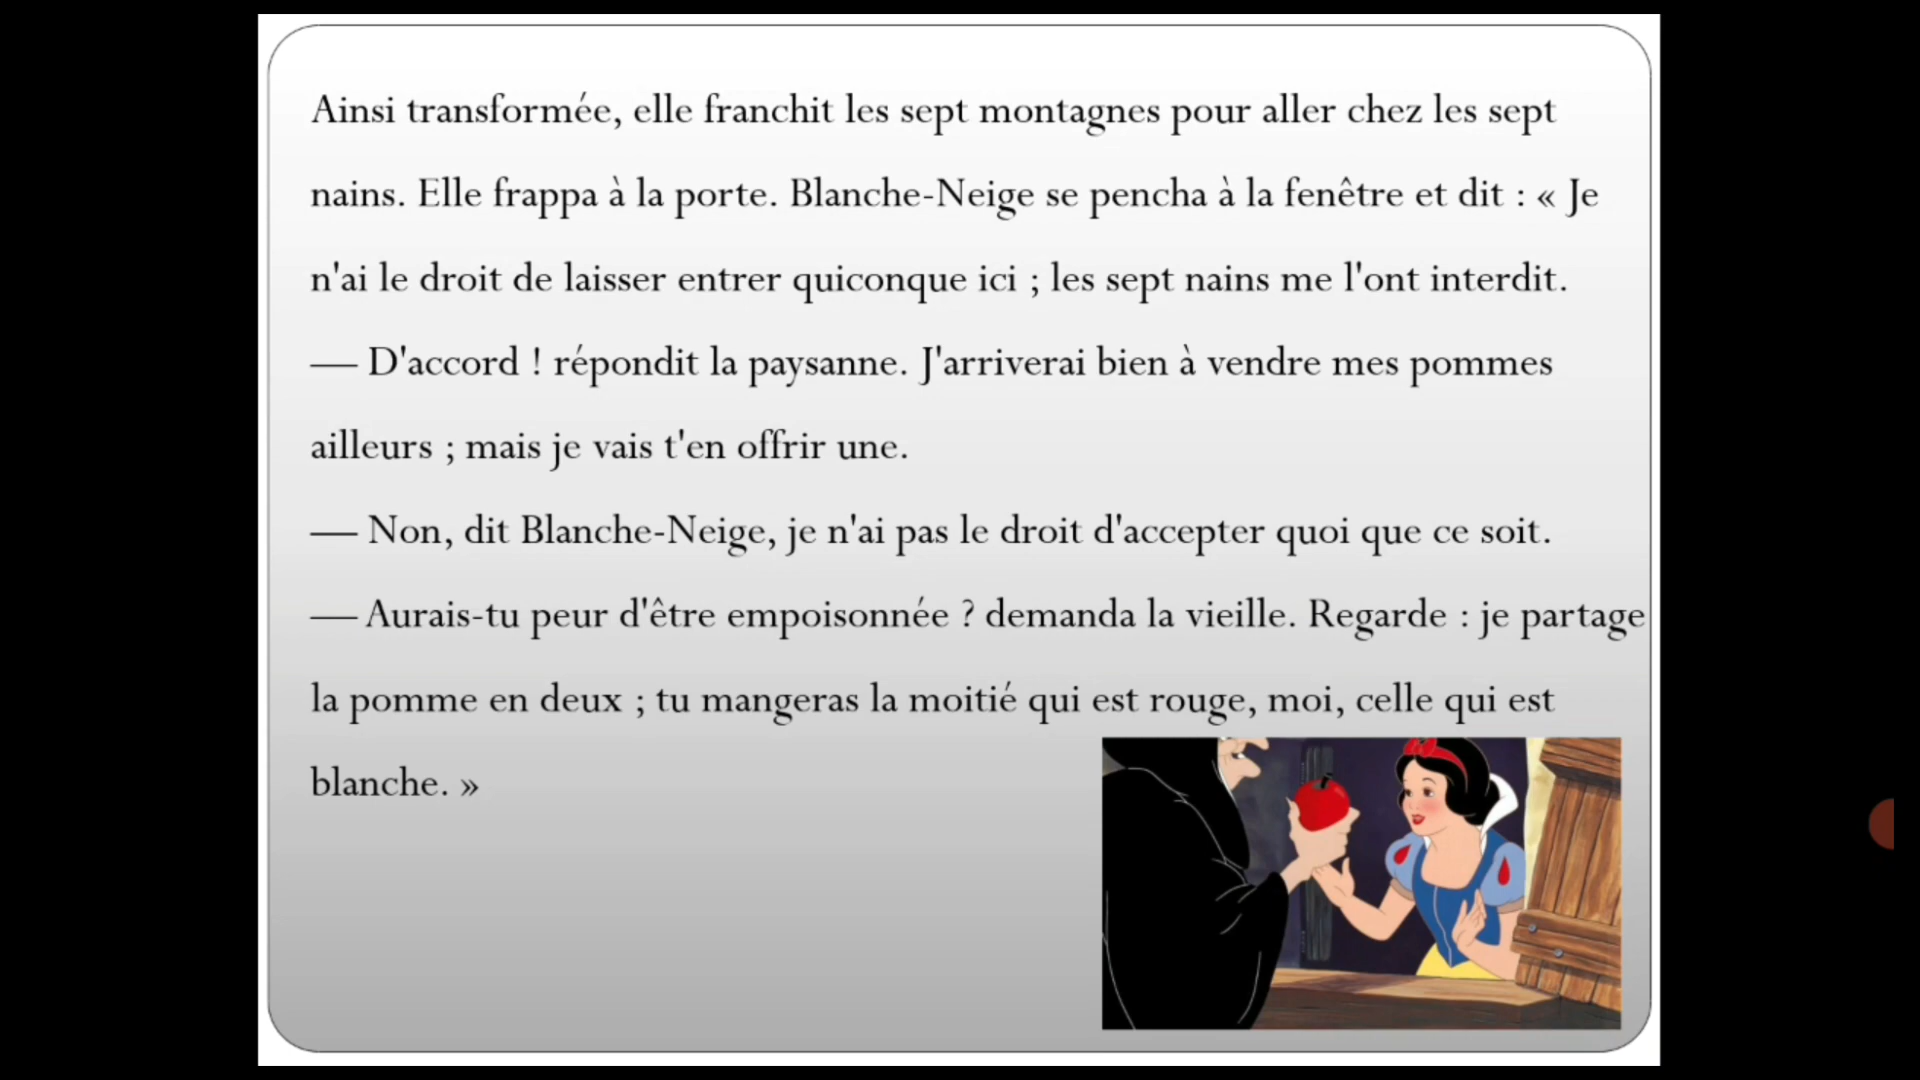 Ainsi transformée, elle franchit les sept montagnes pour aller chez les sept
nains. Elle frappa à la porte. Blanche-Neige se pencha à la fenêtre et dit : « Je
n'ai le droit de laisser entrer quiconque ici ; les sept nains me l'ont interdit.
— D'accord ! répondit la paysanne. J'arriverai bien à vendre mes pommes
ailleurs ; mais je vais t'en offrir une.
— Non, dit Blanche-Neige, je n'ai pas le droit d'accepter quoi que ce soit.
— Aurais-tu peur d'être empoisonnée ? demanda la vieille. Regarde : je partage
la pomme en deux ; tu mangeras la moitié qui est rouge, moi, celle qui est
blanche. »